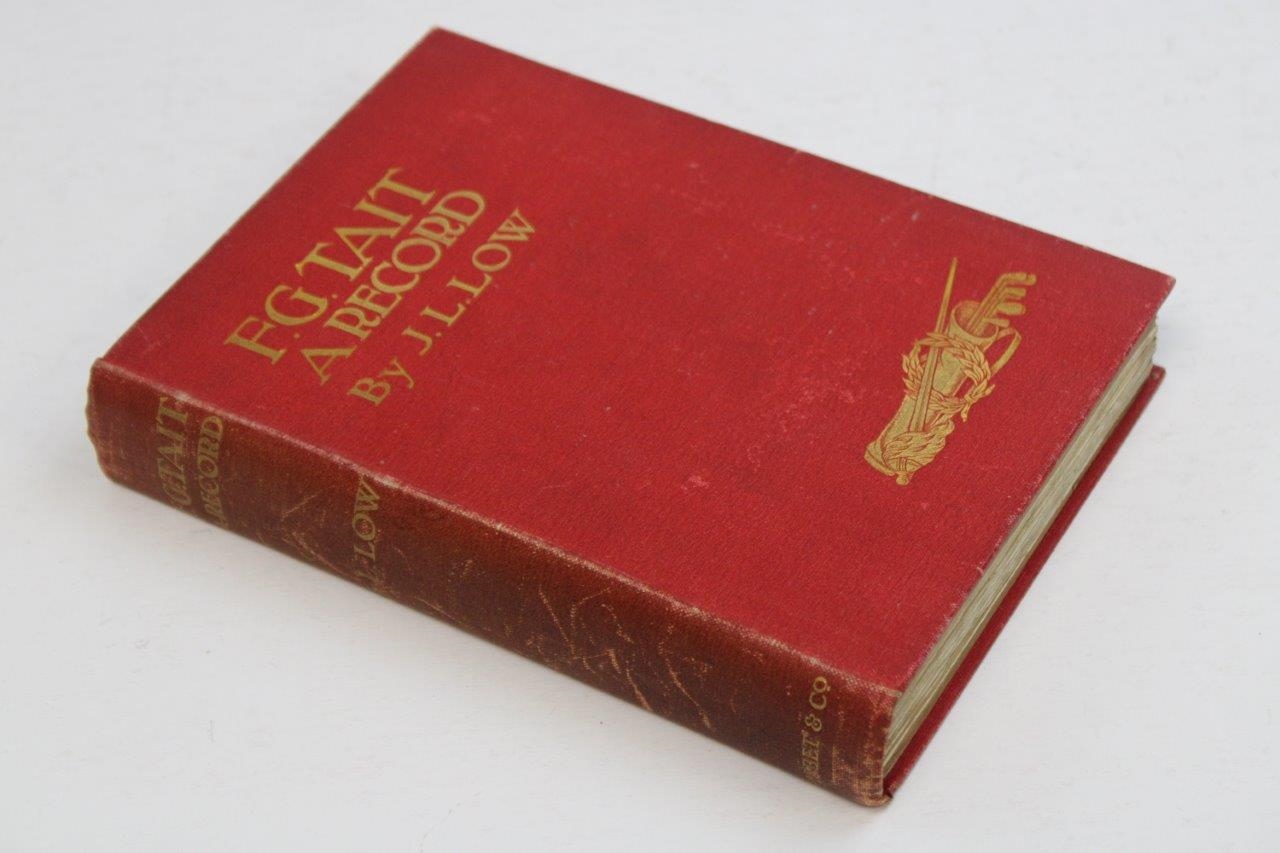 F.G. TAIT
A RECORD
By J.L.LOW
TAIT
RECORD
LOW
& Co